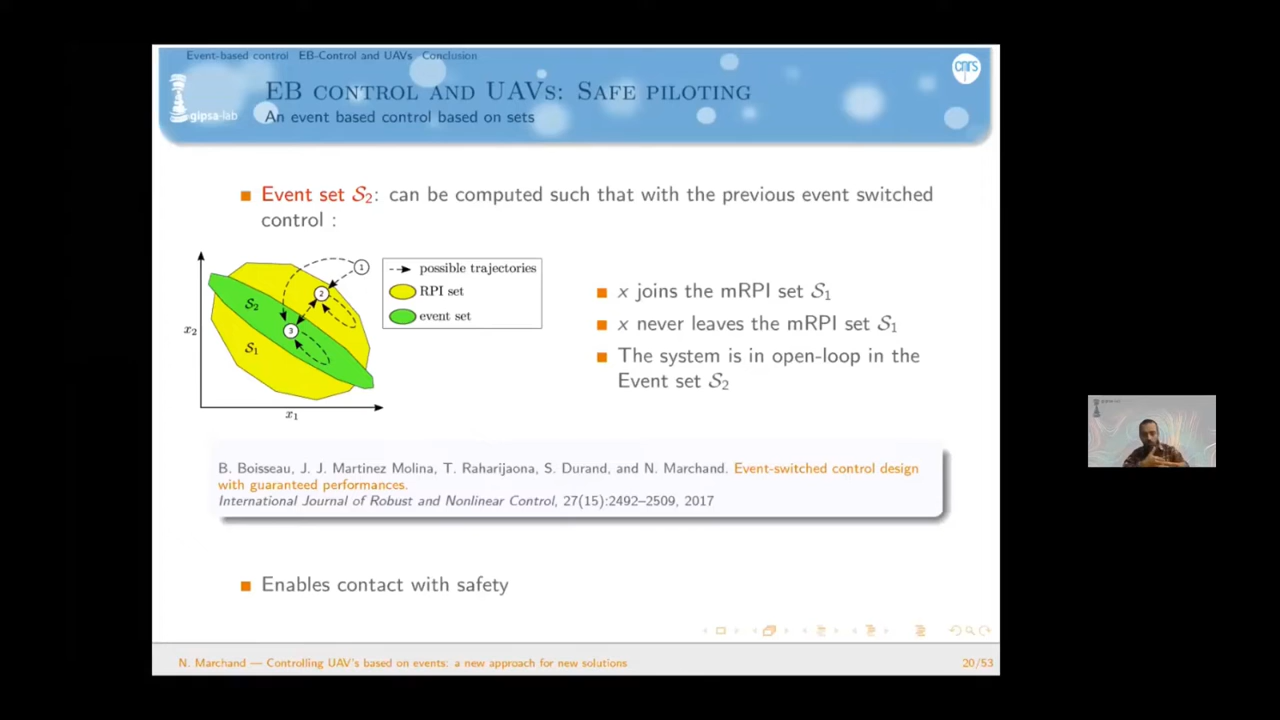 Event-based control EB-Control and UAVs Conclusion
EB CONTROL AND UAVS: SAFE PILOTING
An event based control based on sets
gipsa-lab
cnrs
Event set S2: can be computed such that with the previous event switched
control :
possible trajectories
RPI set
event set
1
2
3
S2
S1
x2
x1
x joins the mRPI set S1
x never leaves the mRPI set S1
The system is in open-loop in the
Event set S2
B. Boisseau, J. J. Martinez Molina, T. Raharijaona, S. Durand, and N. Marchand. Event-switched control design
with guaranteed performances.
International Journal of Robust and Nonlinear Control, 27(15):2492–2509, 2017
Enables contact with safety
N. Marchand — Controlling UAV's based on events: a new approach for new solutions
20/53